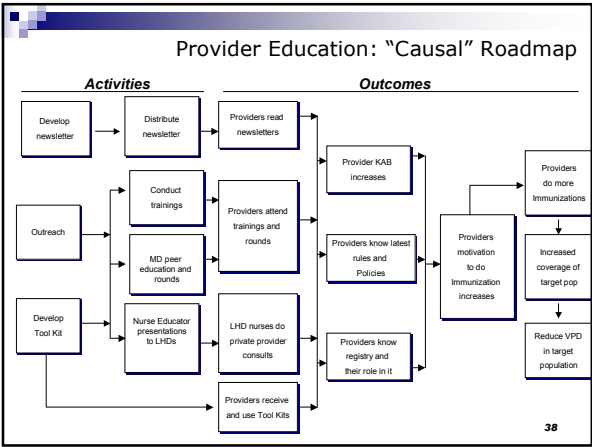 Provider Education: “Causal” Roadmap
Activities
Outcomes
Develop
newsletter
Distribute
newsletter
Providers read
newsletters
Provider KAB
increases
Providers
do more
Immunizations
Outreach
Conduct
trainings
Providers attend
trainings and
rounds
MD peer
education and
rounds
Providers know latest
rules and
Policies
Providers
motivation
to do
Immunization
increases
Increased
coverage of
target pop
Develop
Tool Kit
Nurse Educator
presentations
to LHDs
LHD nurses do
private provider
consults
Providers know
registry and
their role in it
Reduce VPD
in target
population
Providers receive
and use Tool Kits
38